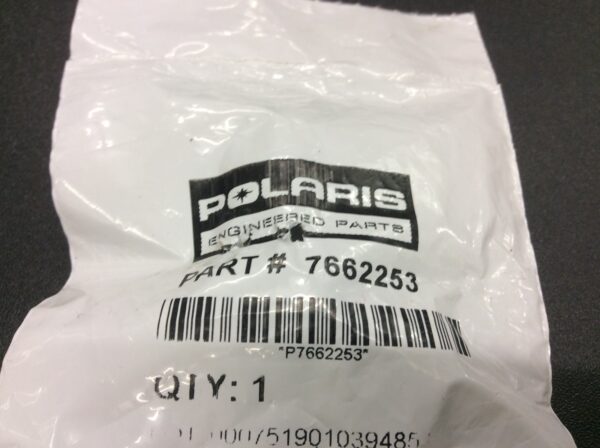 POLARIS
ENGINEERED PARTS
PART # 7662253
"P7662253"
QTY: 1